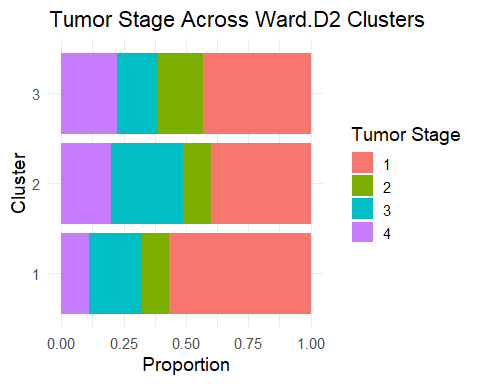 Tumor Stage Across Ward.D2 Clusters
Cluster
3
2
1
0.00 0.25 0.50 0.75 1.00
Proportion
Tumor Stage
1
2
3
4